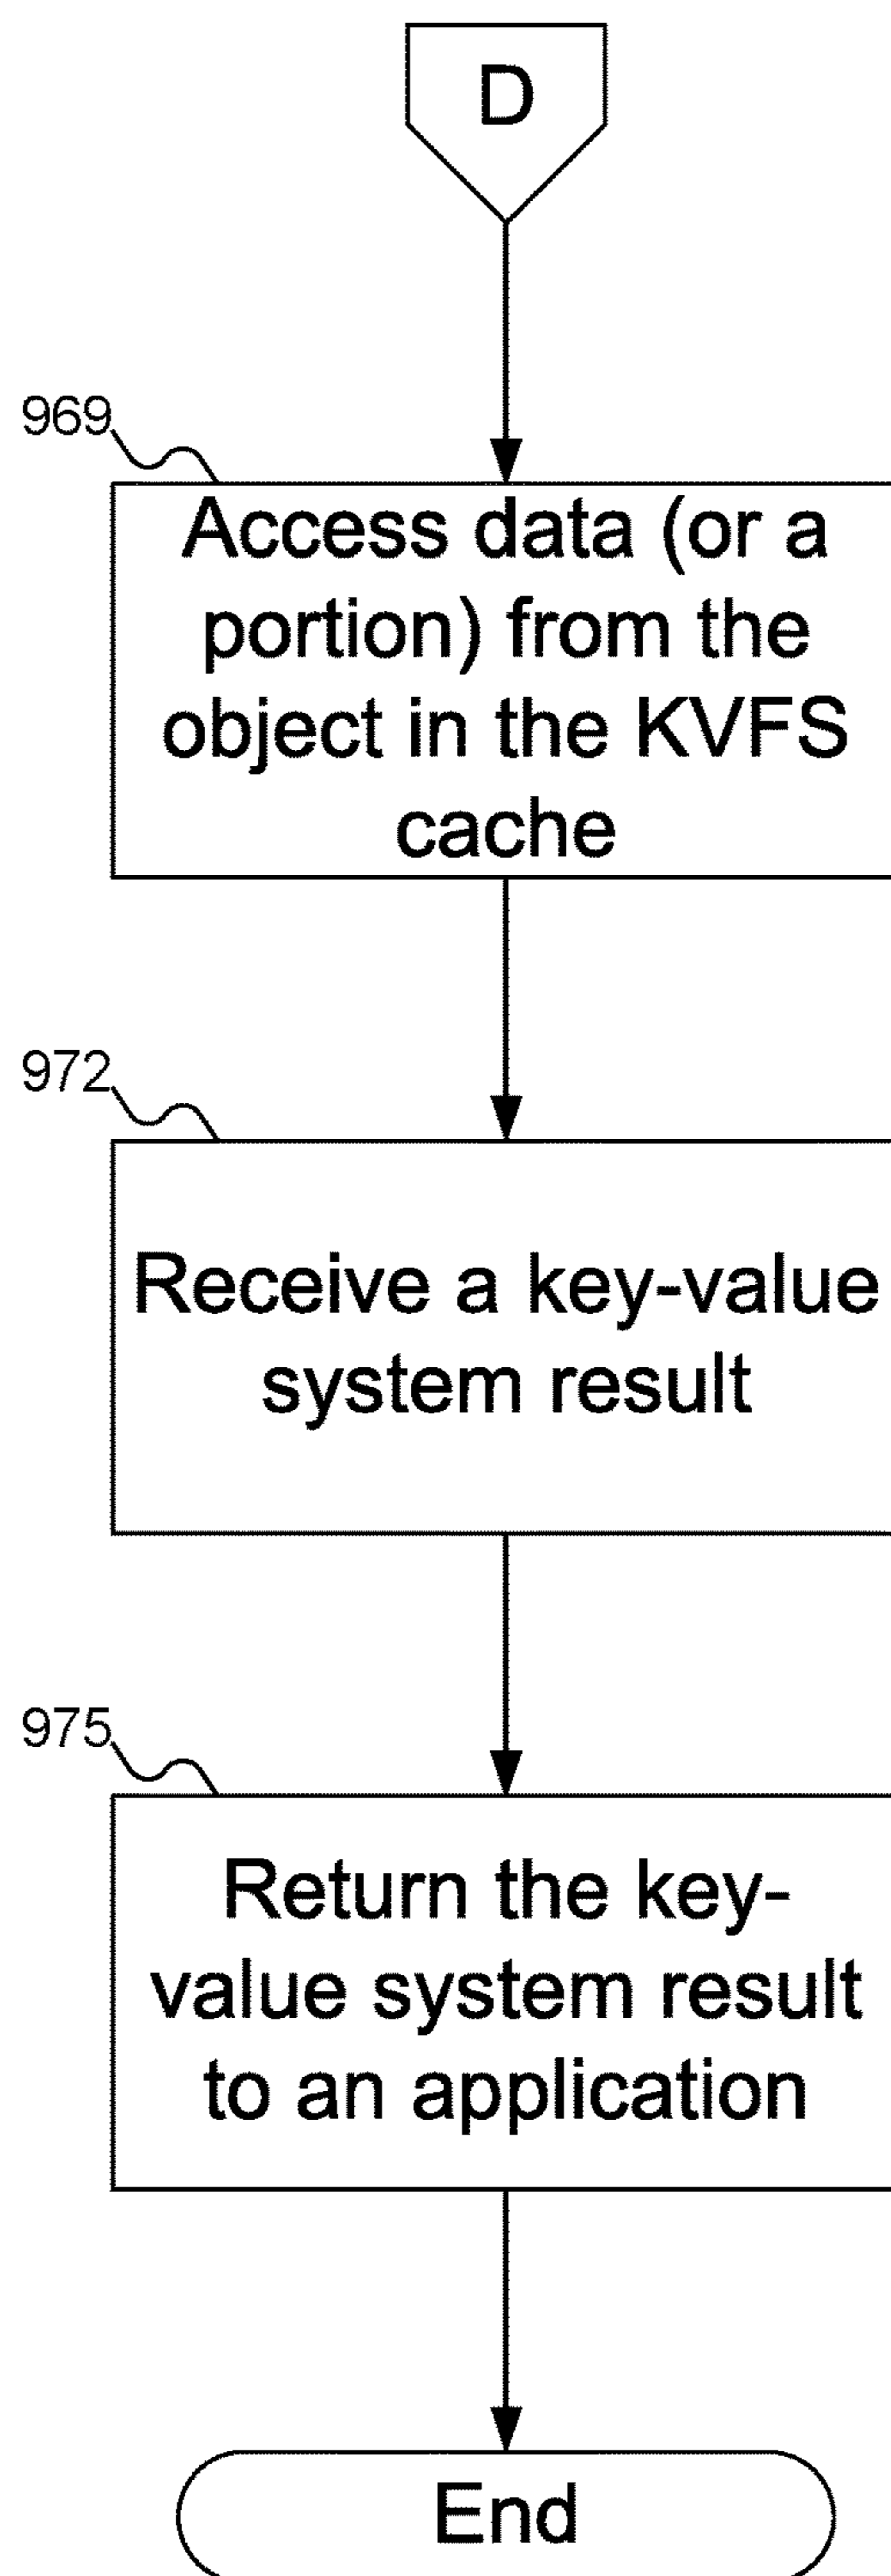 D
969
Access data (or a
portion) from the
object in the KVFS
cache
972
Receive a key-value
system result
975
Return the key-
value system result
to an application
End